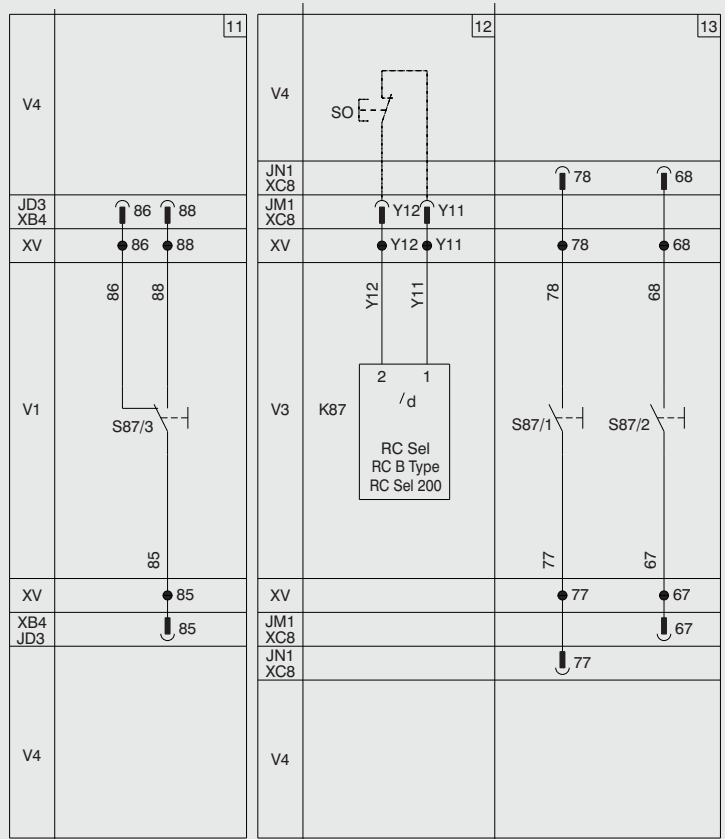 11
V4
JD3
XB4
86 88
XV
86 88
86
88
V1
S87/3
85
XV
85
XB4
JD3
85
V4
12
13
V4
SO
JN1
XC8
78 68
JM1
XC8
Y12 Y11
XV
Y12 Y11 78 68
Y12
Y11
78
68
V3
K87
2 1
/d
RC Sel
RC B Type
RC Sel 200
S87/1
S87/2
77
67
XV
77 67
JM1
XC8
67
JN1
XC8
77
V4